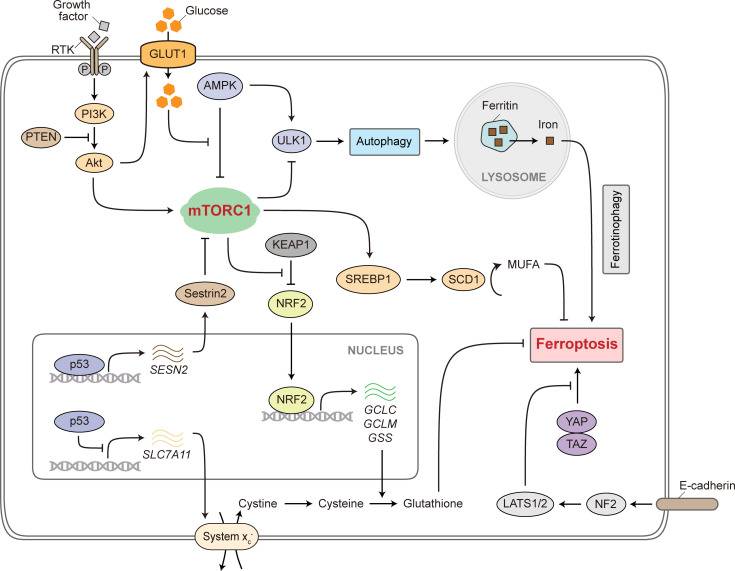 Growth
factor
Glucose
RTK
GLUT1
P
P
AMPK
PI3K
PTEN
Akt
ULK1
Autophagy
Ferritin
Iron
LYSOSOME
mTORC1
Ferrotinophagy
KEAP1
SREBP1
SCD1
MUFA
Sestrin2
NRF2
NUCLEUS
Ferroptosis
p53
SESN2
NRF2
GCLC
GCLM
GSS
p53
SLC7A11
YAP
TAZ
E-cadherin
Cystine
Cysteine
Glutathione
LATS1/2
NF2
System xc-